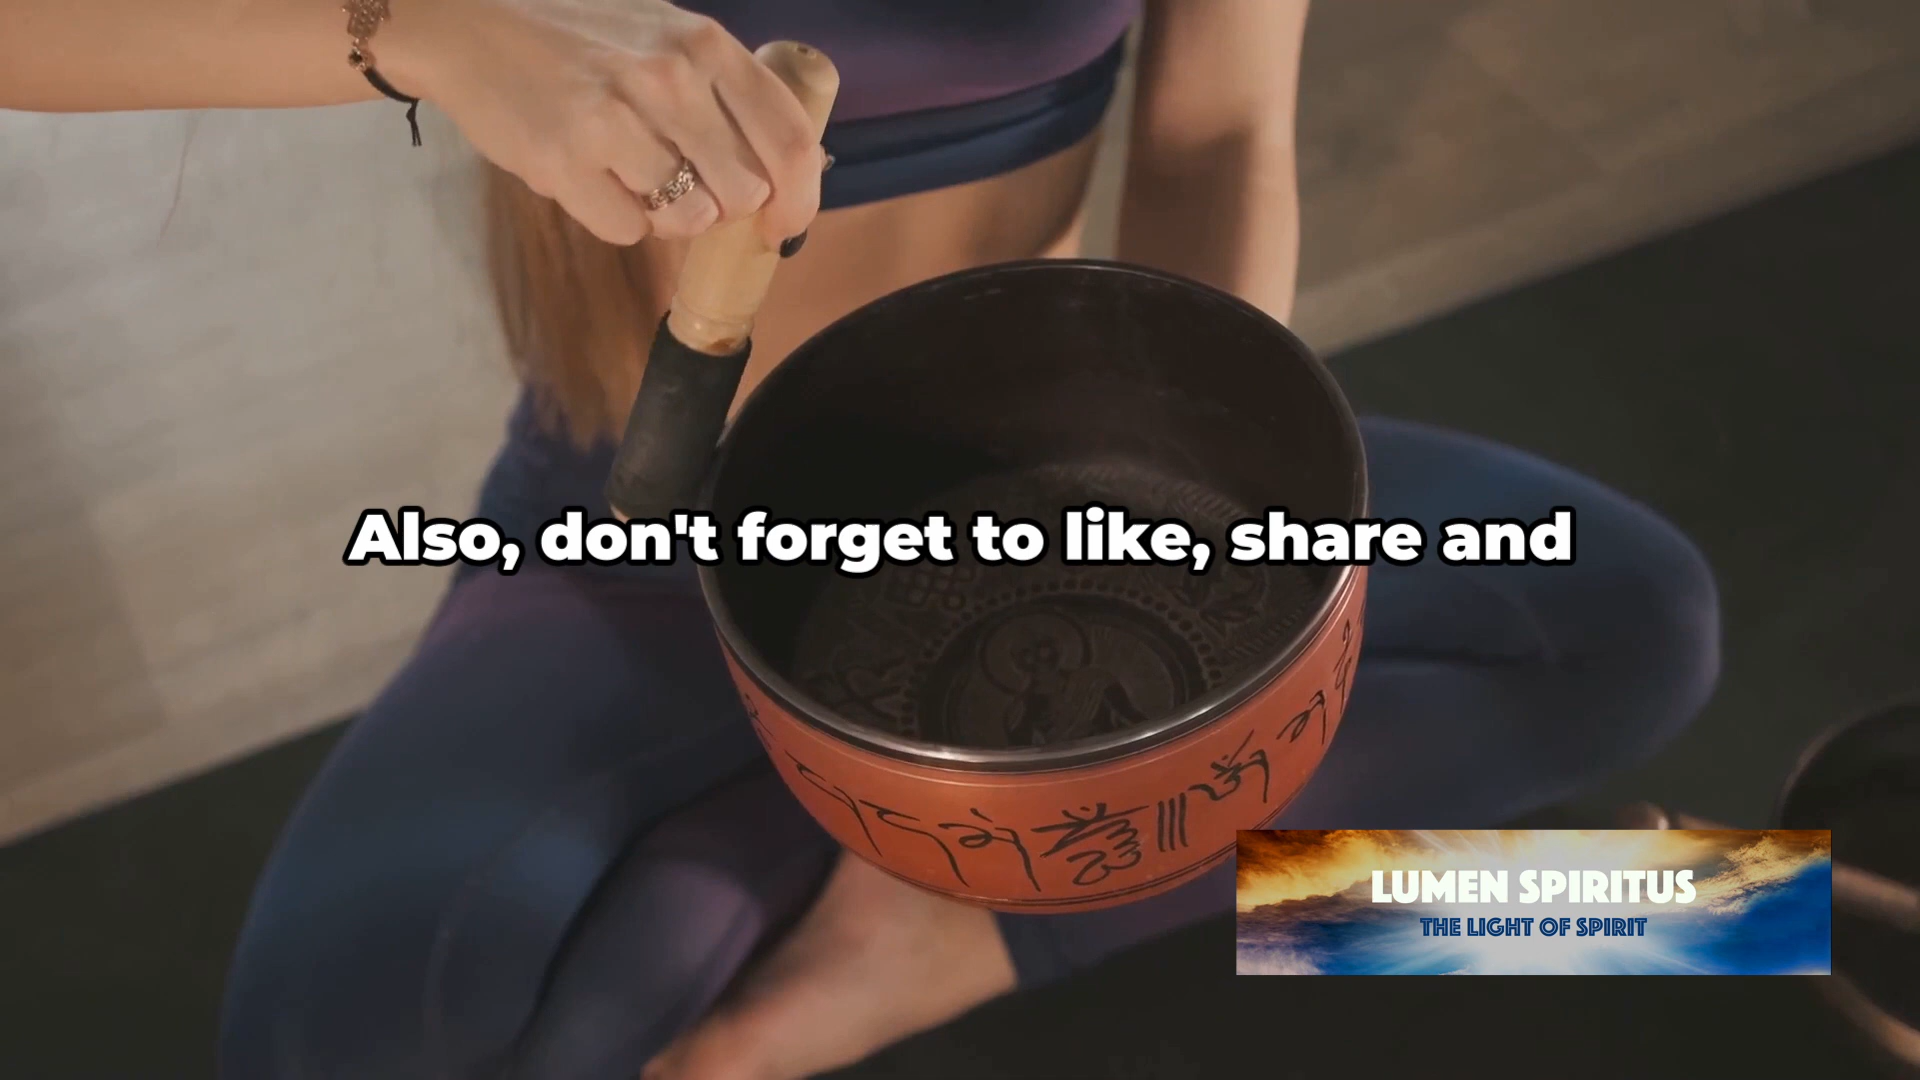 Also, don't forget to like, share and
LUMEN SPIRITUS
THE LIGHT OF SPIRIT